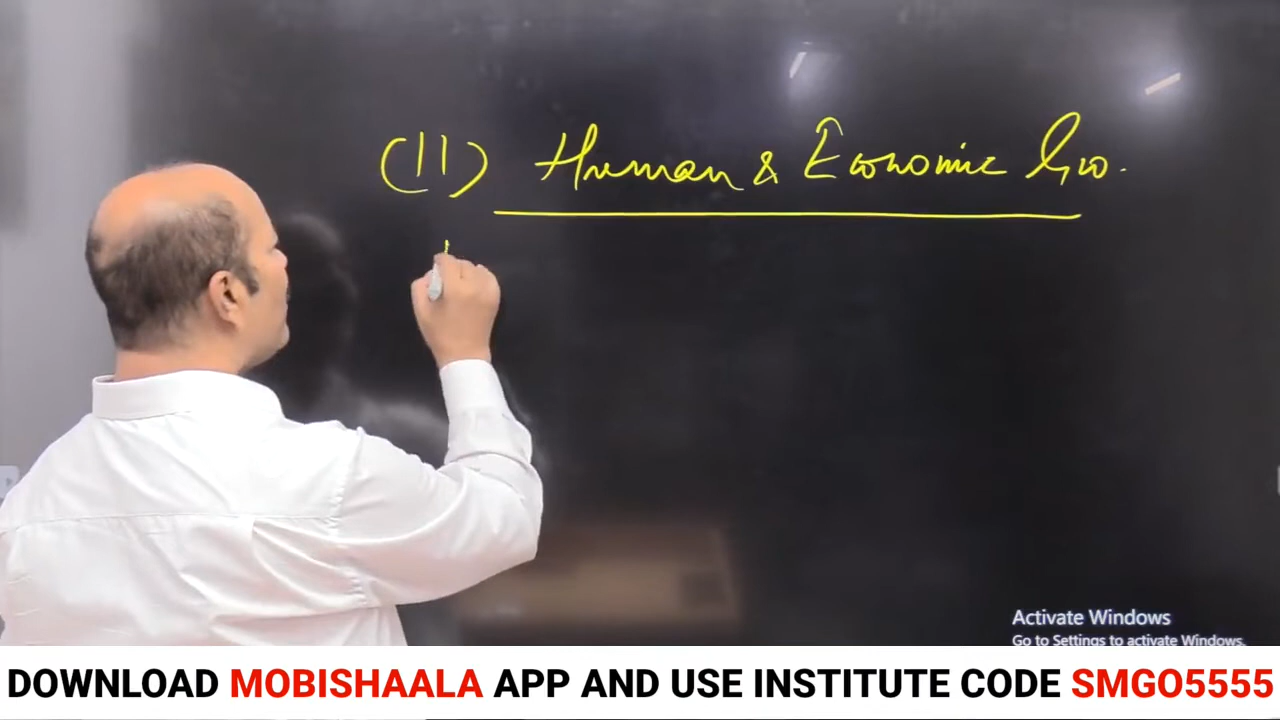 (11) Human & Economic Geo.
Activate Windows
Go to Settings to activate Windows.
DOWNLOAD MOBISHAALA APP AND USE INSTITUTE CODE SMGO5555